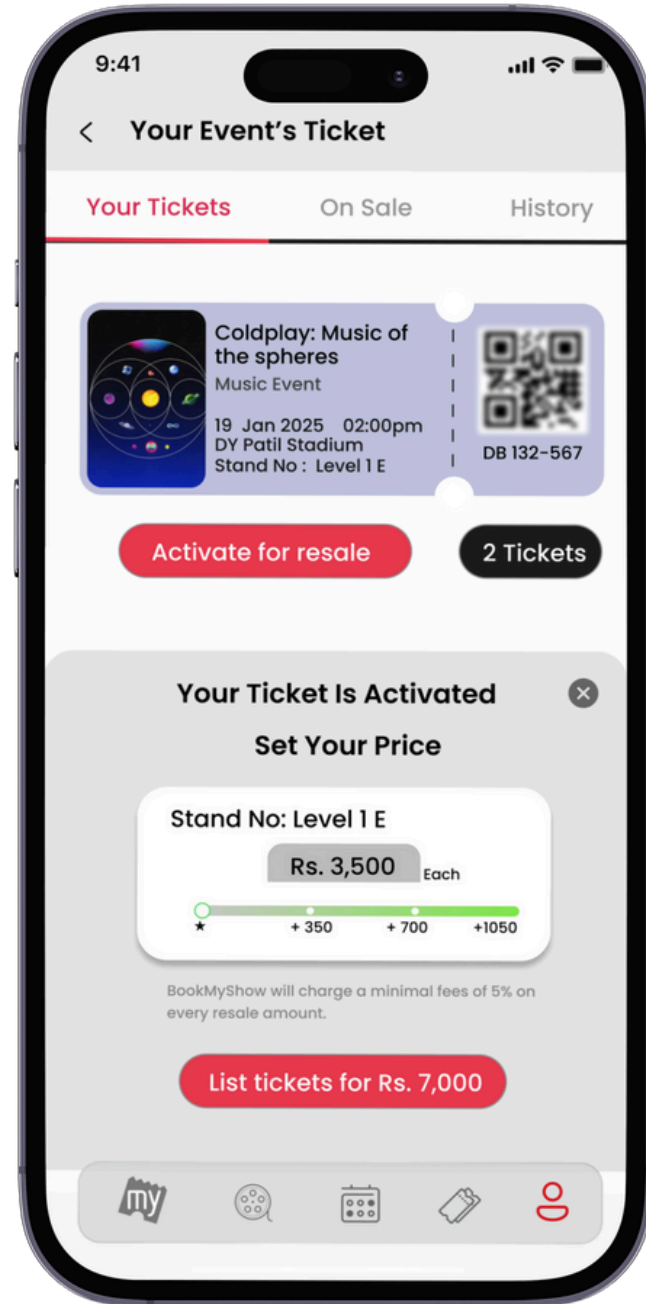 9:41
Your Event’s Ticket
Your Tickets On Sale History
Coldplay: Music of
the spheres
Music Event
19 Jan 2025 02:00pm
DY Patil Stadium
Stand No : Level 1 E
DB 132-567
Activate for resale
2 Tickets
Your Ticket Is Activated
Set Your Price
Stand No: Level 1 E
Rs. 3,500 Each
★ + 350 + 700 +1050
BookMyShow will charge a minimal fees of 5% on
every resale amount.
List tickets for Rs. 7,000
my